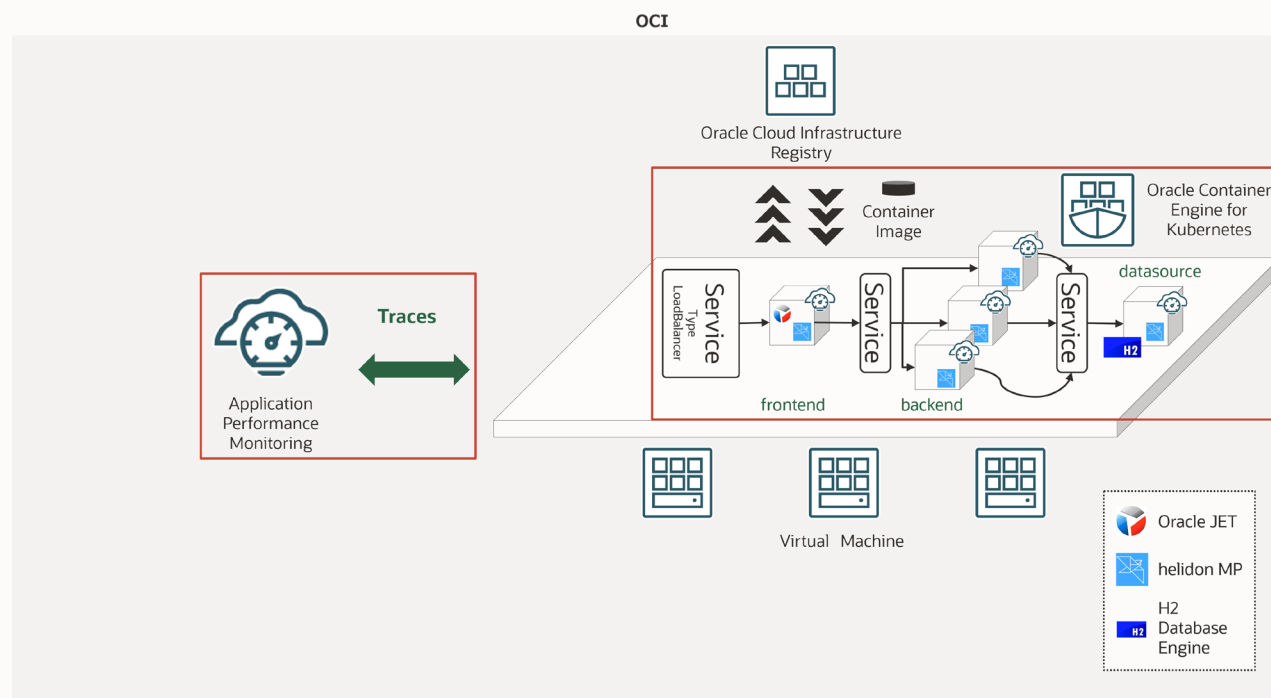 OCI
Oracle Cloud Infrastructure
Registry
Container
Image
Oracle Container
Engine for
Kubernetes
Service
Type
LoadBalancer
Service
Service
datasource
H2
frontend
backend
Traces
Application
Performance
Monitoring
Virtual Machine
Oracle JET
helidon MP
H2
H2
Database
Engine